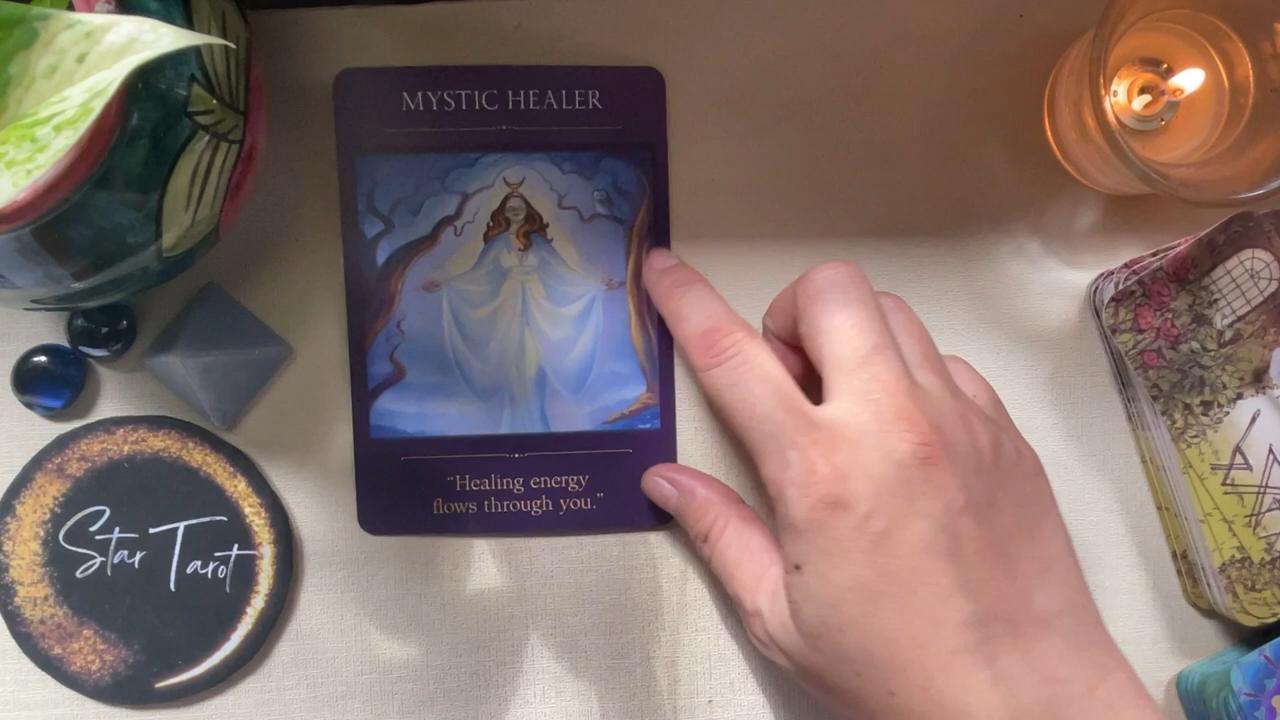 MYSTIC HEALER
“Healing energy
flows through you.”
Star Tarot